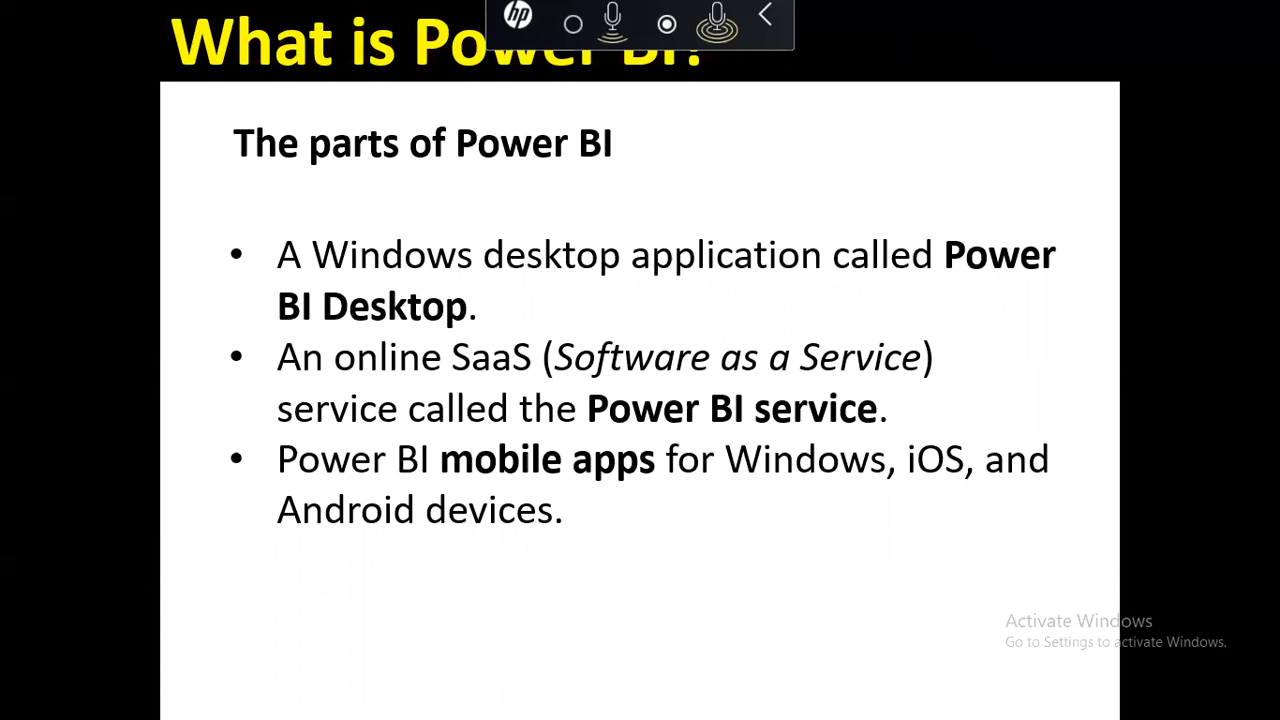 What is Power BI?
hp
The parts of Power BI
• A Windows desktop application called Power
BI Desktop.
• An online SaaS (Software as a Service)
service called the Power BI service.
• Power BI mobile apps for Windows, iOS, and
Android devices.
Activate Windows
Go to Settings to activate Windows.